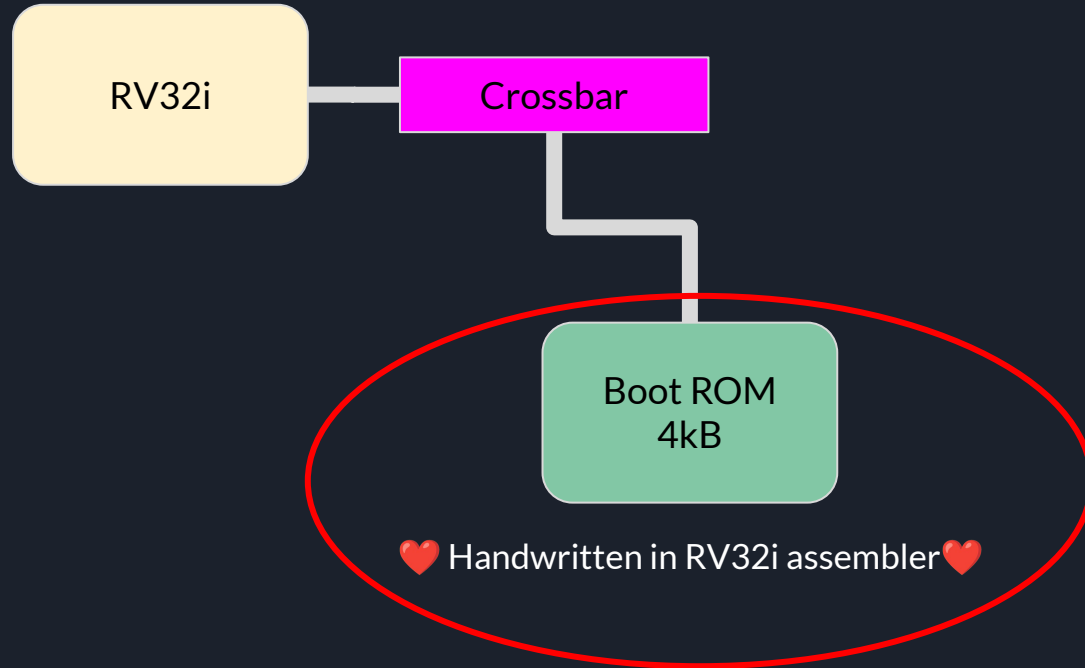 RV32i
Crossbar
Boot ROM
4kB
❤️ Handwritten in RV32i assembler❤️